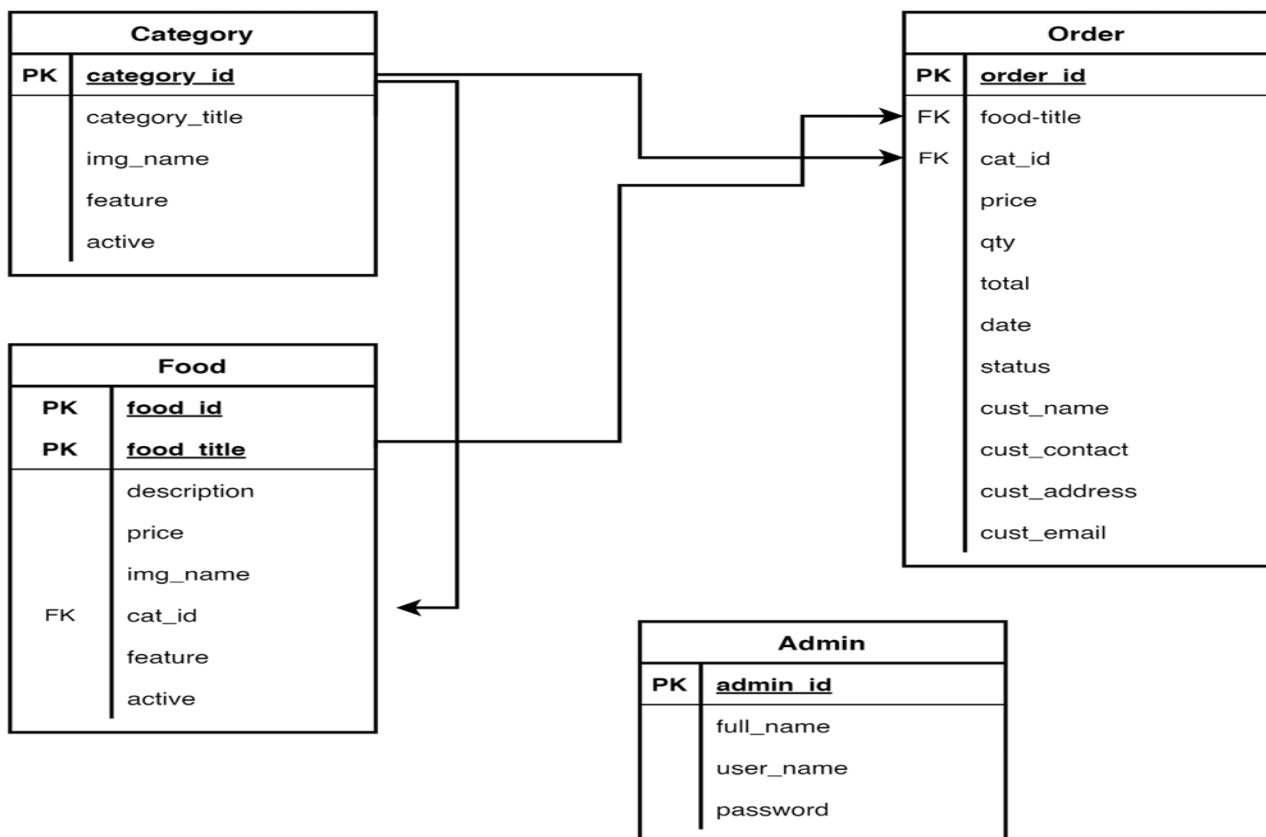 Category
PK category_id
category_title
img_name
feature
active
Food
PK food_id
PK food_title
description
price
img_name
FK cat_id
feature
active
Order
PK order_id
FK food-title
FK cat_id
price
qty
total
date
status
cust_name
cust_contact
cust_address
cust_email
Admin
PK admin_id
full_name
user_name
password